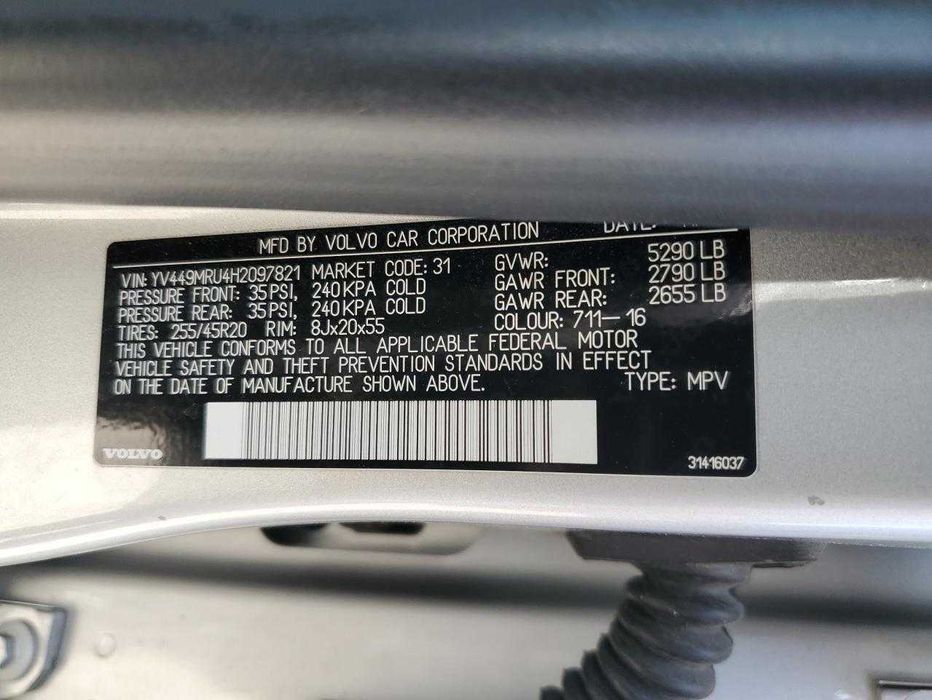 MFD BY VOLVO CAR CORPORATION DATE:
VIN: YV449MRU4H2097821 MARKET CODE: 31
PRESSURE FRONT: 35PSI, 240KPA COLD
PRESSURE REAR: 35PSI, 240KPA COLD
TIRES: 255/45R20 RIM: 8Jx20x55
GVWR: 5290 LB
GAWR FRONT: 2790 LB
GAWR REAR: 2655 LB
COLOUR: 711-16
THIS VEHICLE CONFORMS TO ALL APPLICABLE FEDERAL MOTOR
VEHICLE SAFETY AND THEFT PREVENTION STANDARDS IN EFFECT
ON THE DATE OF MANUFACTURE SHOWN ABOVE.
TYPE: MPV
VOLVO
31416037